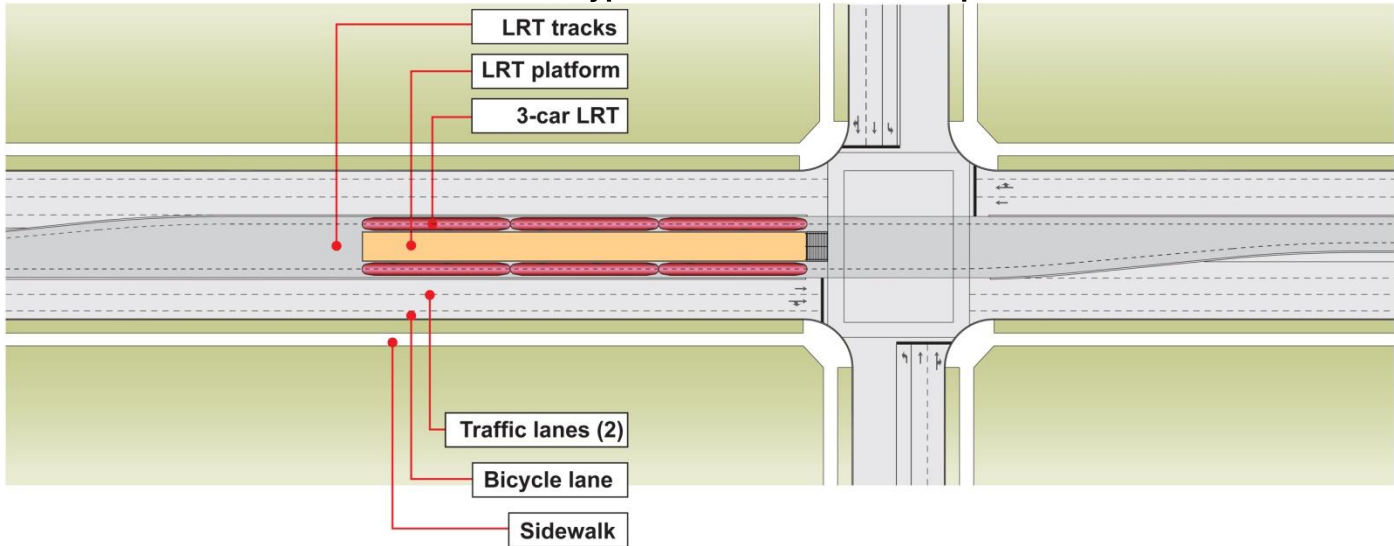 LRT tracks
LRT platform
3-car LRT
Traffic lanes (2)
Bicycle lane
Sidewalk